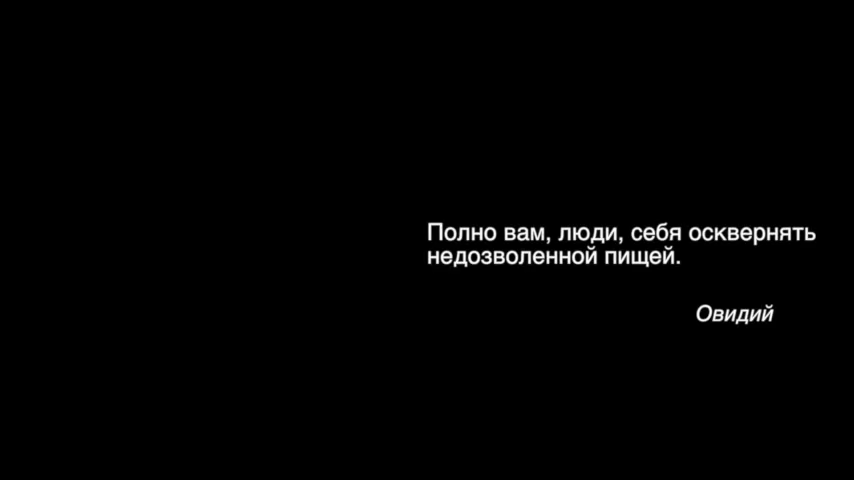 Полно вам, люди, себя осквернять
недозволенной пищей.
Овидий